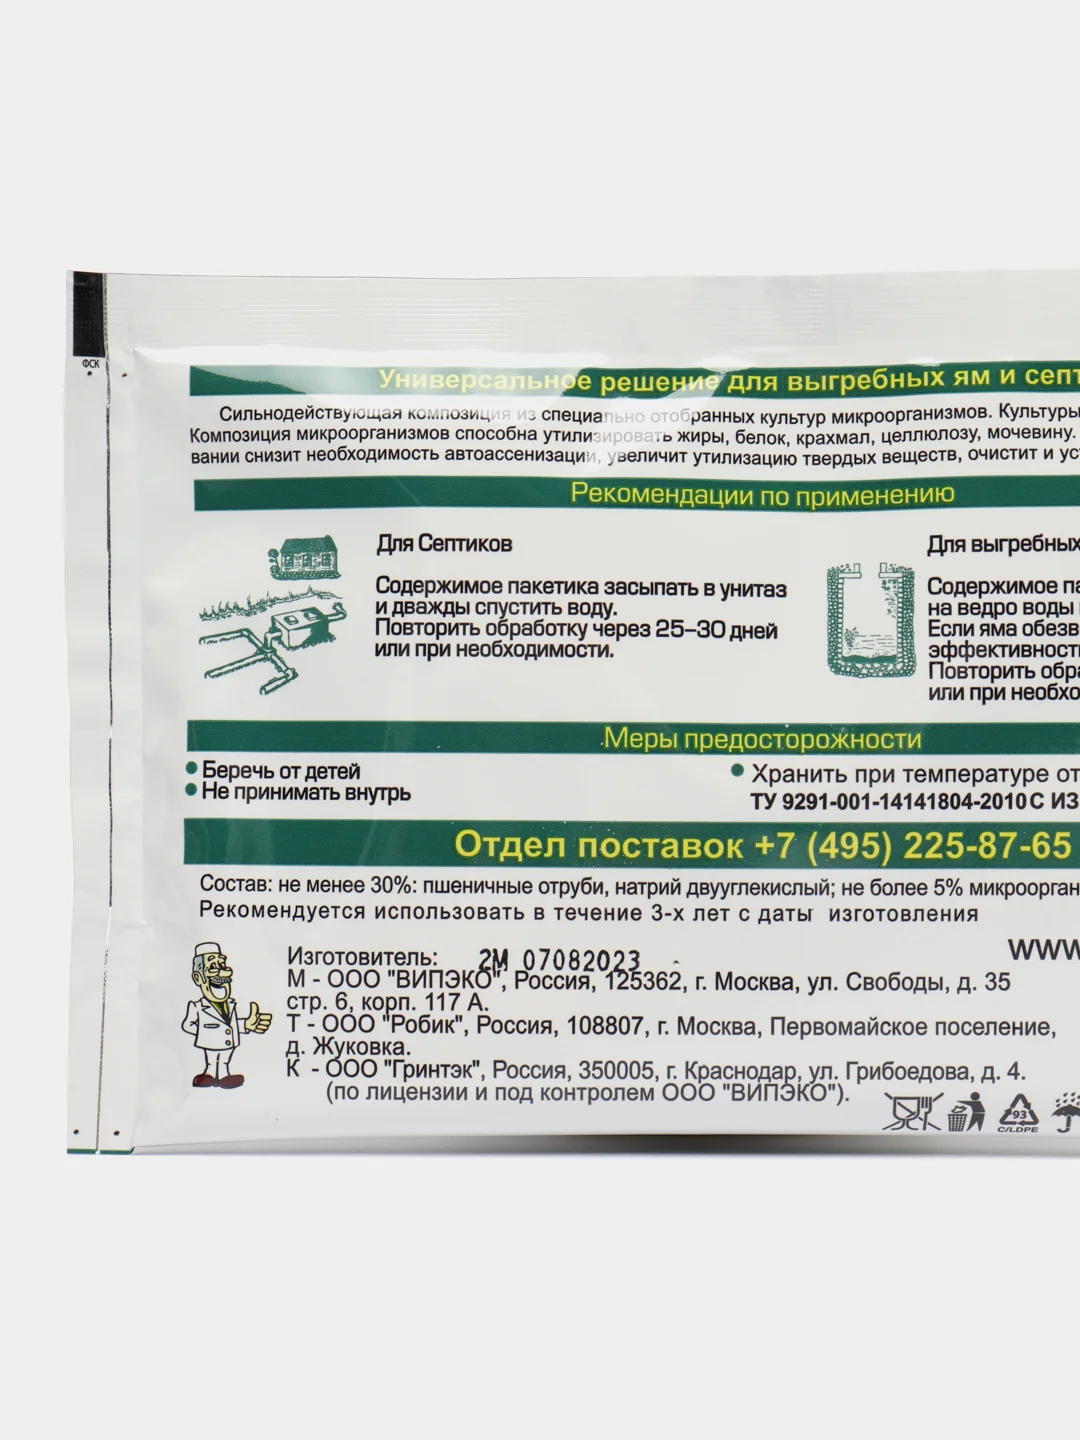 ФСК
Универсальное решение для выгребных ям и септ
Сильнодействующая композиция из специально отобранных культур микроорганизмов. Культуры
Композиция микроорганизмов способна утилизировать жиры, белок, крахмал, целлюлозу, мочевину.
вании снизит необходимость автоассенизации, увеличит утилизацию твердых веществ, очистит и ус
Рекомендации по применению
Для Септиков
Содержимое пакетика засыпать в унитаз
и дважды спустить воду.
Повторить обработку через 25–30 дней
или при необходимости.
Для выгребных
Содержимое па
на ведро воды
Если яма обезв
эффективност
Повторить обра
или при необхо
Меры предосторожности
• Беречь от детей
• Не принимать внутрь
• Хранить при температуре от
ТУ 9291-001-14141804-2010 С ИЗ
Отдел поставок +7 (495) 225-87-65
Состав: не менее 30%: пшеничные отруби, натрий двууглекислый; не более 5% микроорган
Рекомендуется использовать в течение 3-х лет с даты изготовления
www
Изготовитель: 2М 07082023
М - ООО "ВИПЭКО", Россия, 125362, г. Москва, ул. Свободы, д. 35
стр. 6, корп. 117 А.
Т - ООО "Робик", Россия, 108807, г. Москва, Первомайское поселение,
д. Жуковка.
К - ООО "Гринтэк", Россия, 350005, г. Краснодар, ул. Грибоедова, д. 4.
(по лицензии и под контролем ООО "ВИПЭКО").
93
C/LDPE